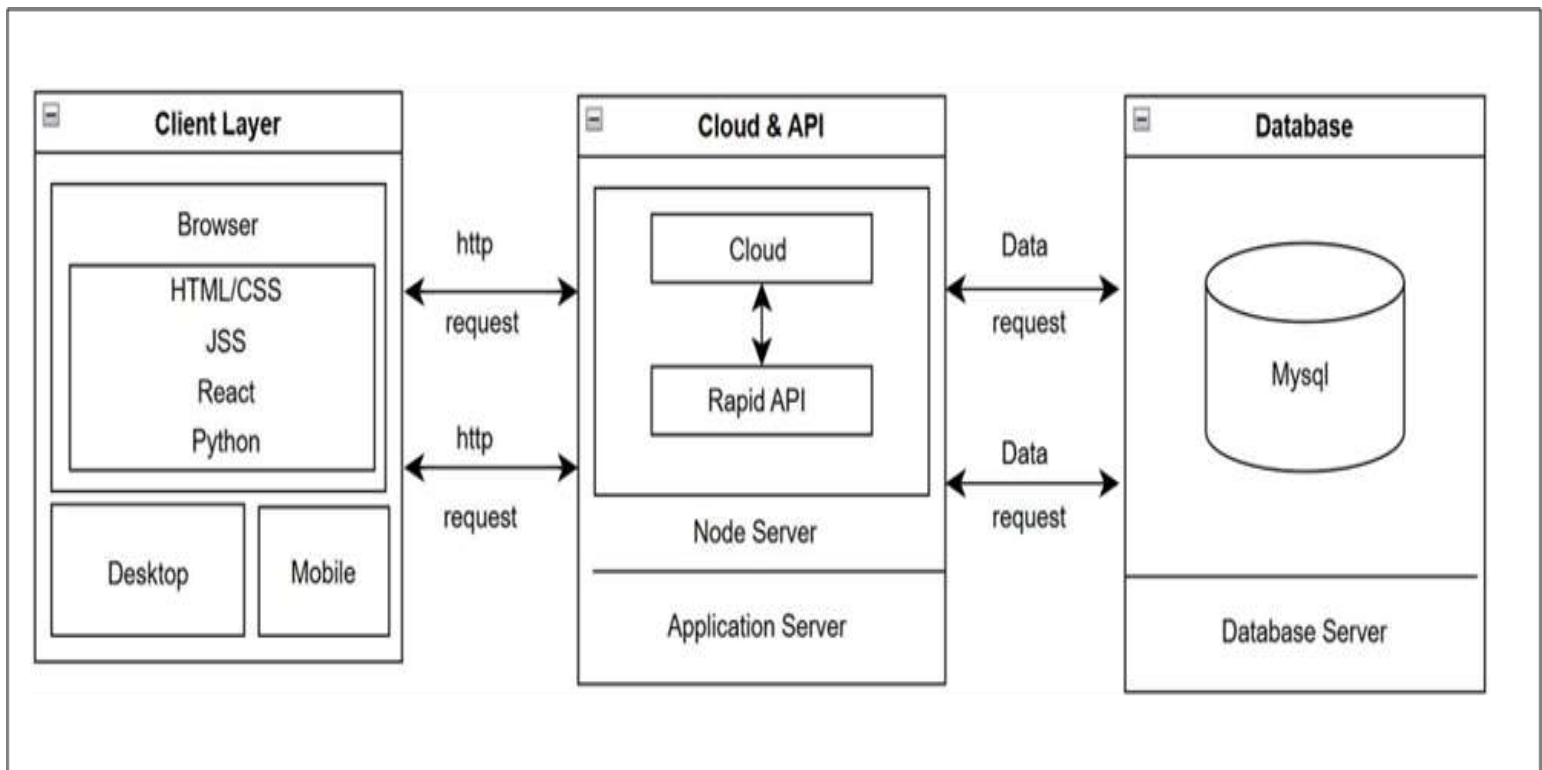 Client Layer
Browser
HTML/CSS
JSS
React
Python
Desktop
Mobile
http
request
http
request
Cloud & API
Cloud
Rapid API
Node Server
Application Server
Data
request
Data
request
Database
Mysql
Database Server